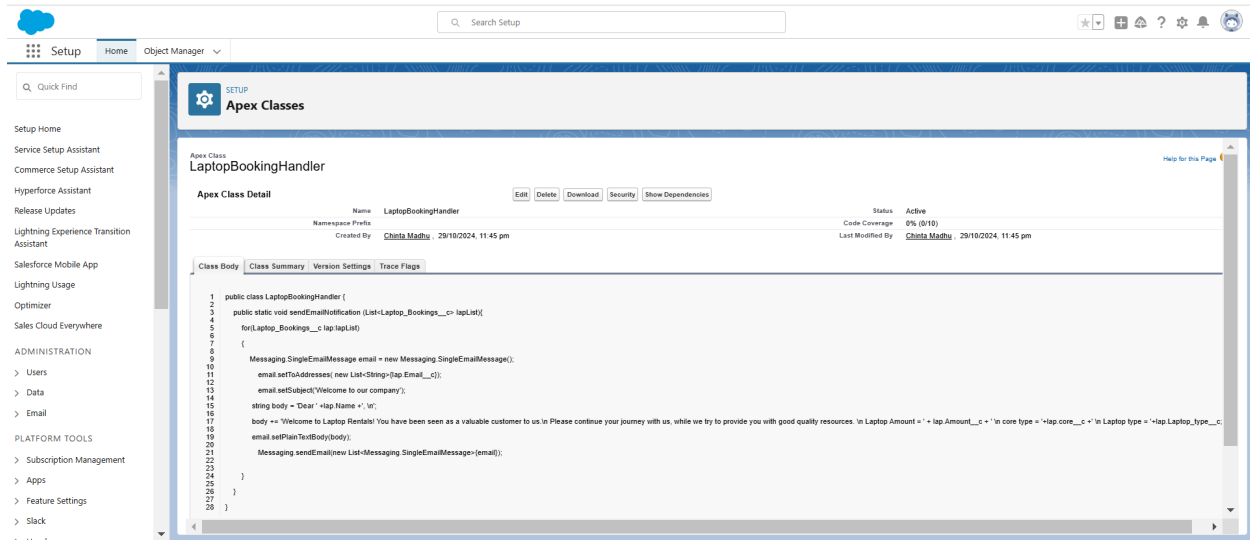 Search Setup
Setup
Home
Object Manager
Quick Find
Setup Home
Service Setup Assistant
Commerce Setup Assistant
Hyperforce Assistant
Release Updates
Lightning Experience Transition
Assistant
Salesforce Mobile App
Lightning Usage
Optimizer
Sales Cloud Everywhere
ADMINISTRATION
> Users
> Data
> Email
PLATFORM TOOLS
> Subscription Management
> Apps
> Feature Settings
> Slack
SETUP
Apex Classes
Apex Class
LaptopBookingHandler
Help for this Page
Apex Class Detail
Edit Delete Download Security Show Dependencies
Name LaptopBookingHandler Status Active
Namespace Prefix Code Coverage 0% (0/10)
Created By Chinta Madhu , 29/10/2024, 11:45 pm Last Modified By Chinta Madhu , 29/10/2024, 11:45 pm
Class Body Class Summary Version Settings Trace Flags
1 public class LaptopBookingHandler {
2
3 public static void sendEmailNotification (List<Laptop_Bookings__c> lapList){
4
5 for(Laptop_Bookings__c lap:lapList)
6
7 {
8
9 Messaging.SingleEmailMessage email = new Messaging.SingleEmailMessage();
10
11 email.setToAddresses( new List<String>{lap.Email__c});
12
13 email.setSubject('Welcome to our company');
14
15 string body = 'Dear ' +lap.Name +', \n';
16
17 body += 'Welcome to Laptop Rentals! You have been seen as a valuable customer to us.\n Please continue your journey with us, while we try to provide you with good quality resources. \n Laptop Amount = ' + lap.Amount__c + ' \n core type = '+lap.core__c +' \n Laptop type = '+lap.Laptop_type__c;
18
19 email.setPlainTextBody(body);
20
21 Messaging.sendEmail(new List<Messaging.SingleEmailMessage>{email});
22
23
24 }
25
26 }
27
28 }